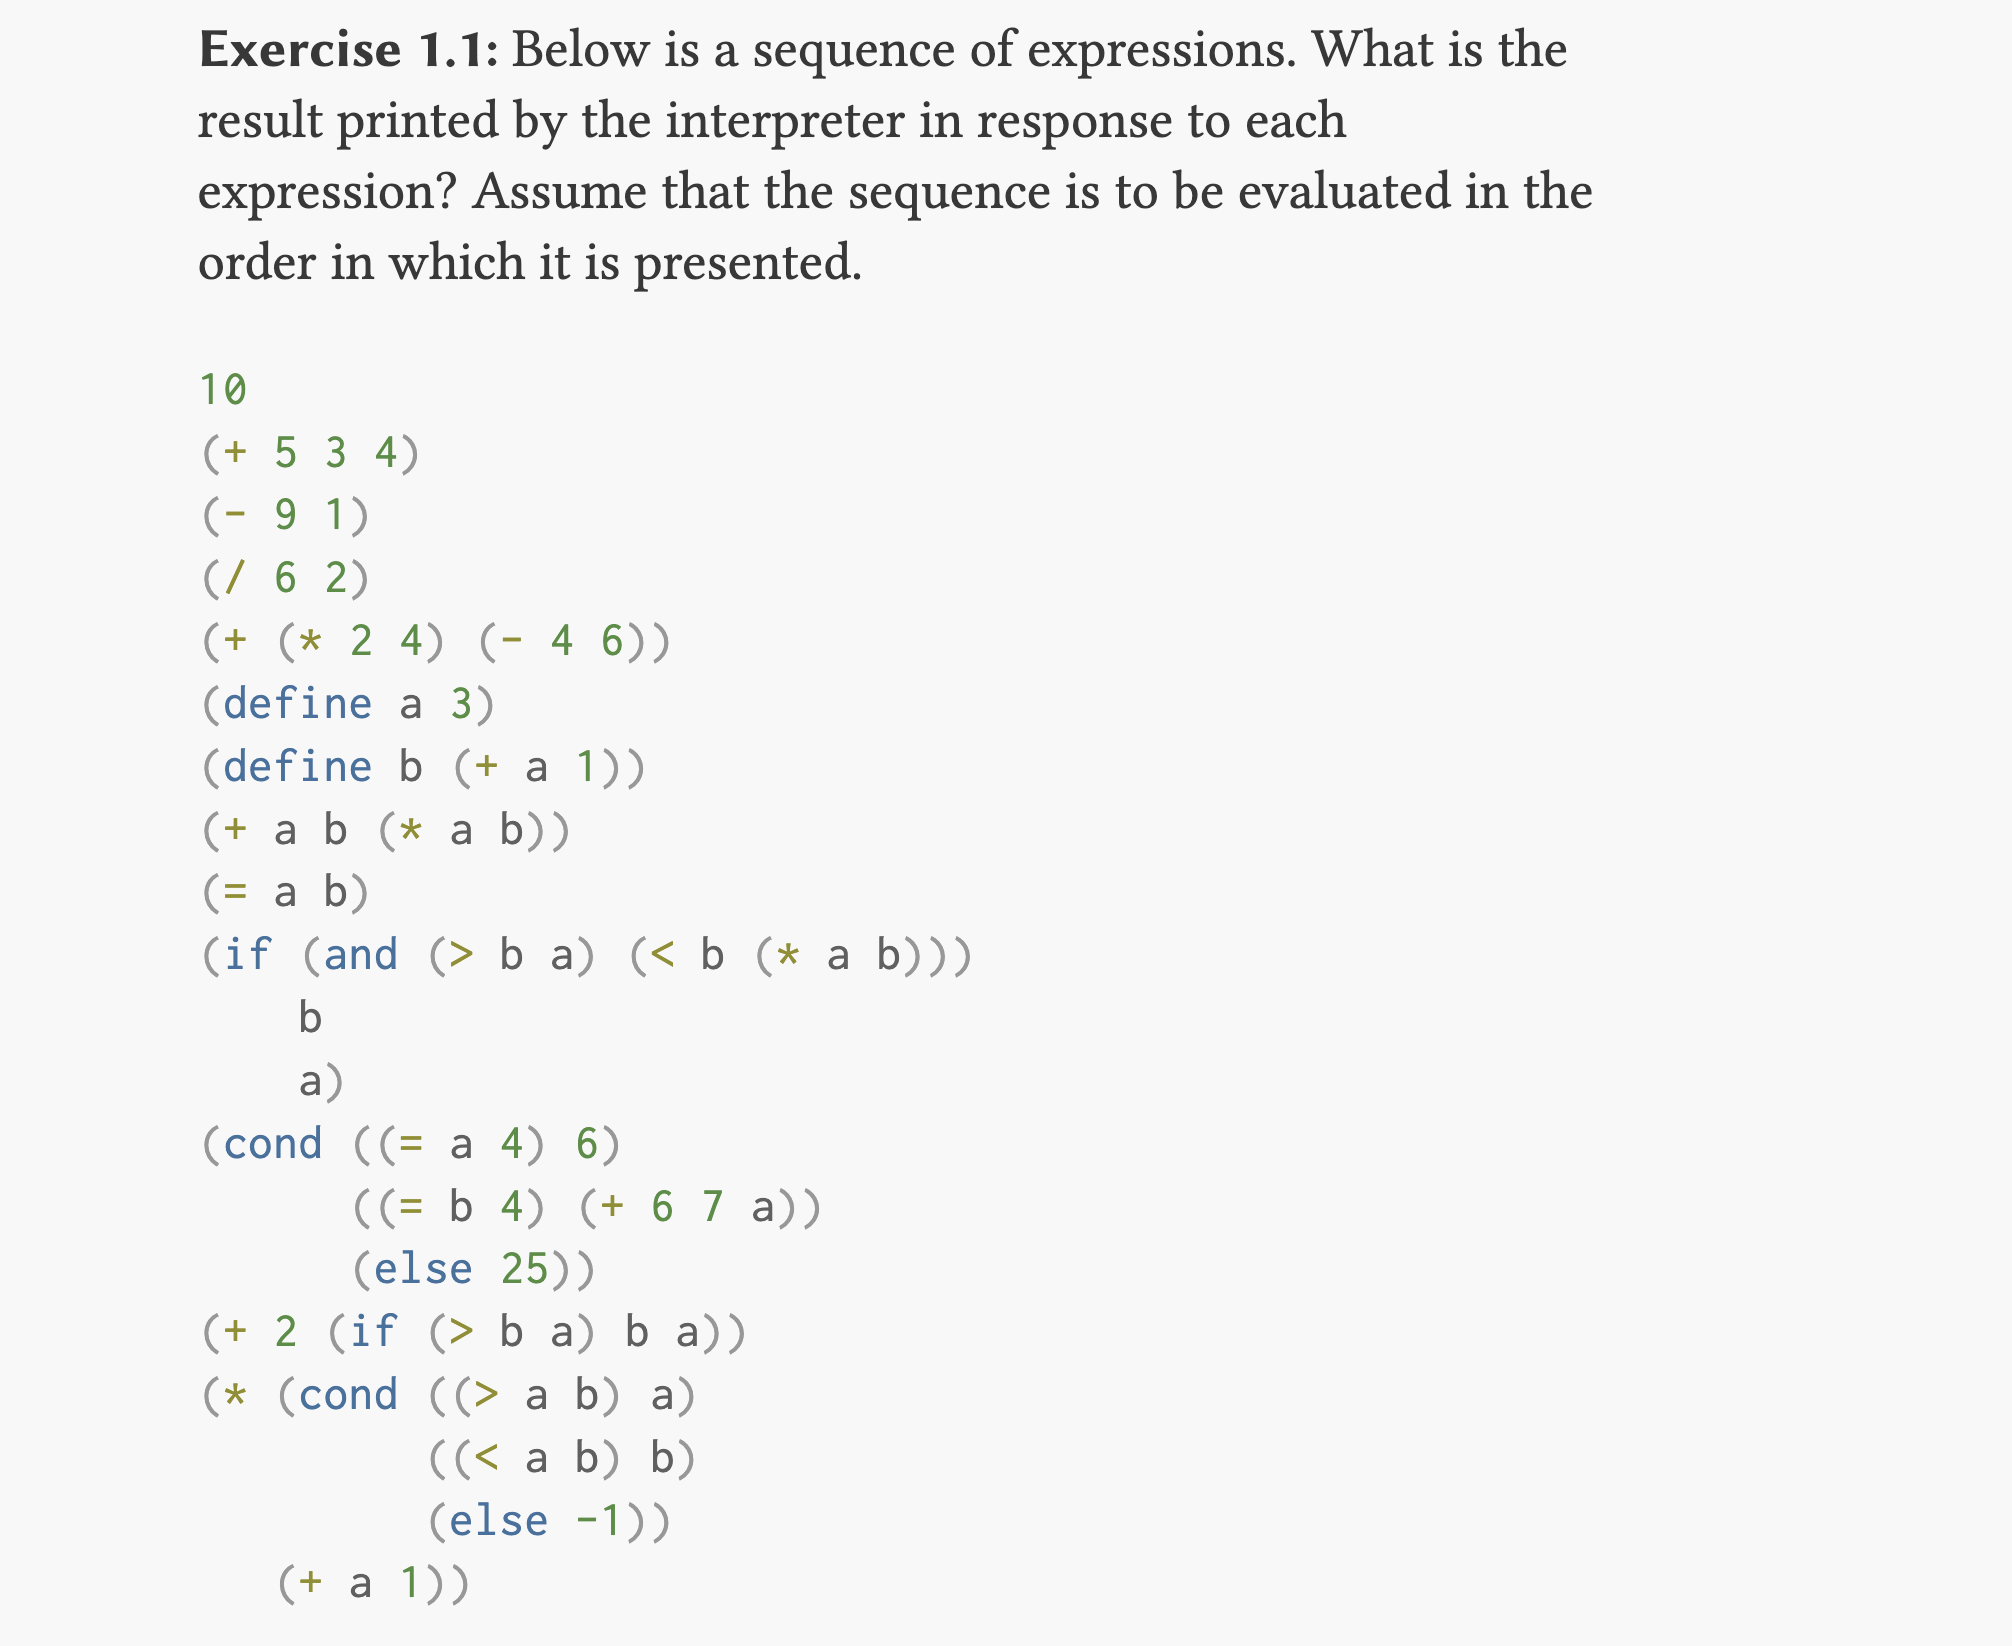 Exercise 1.1: Below is a sequence of expressions. What is the
result printed by the interpreter in response to each
expression? Assume that the sequence is to be evaluated in the
order in which it is presented.
10
(+ 5 3 4)
(- 9 1)
(/ 6 2)
(+ (* 2 4) (- 4 6))
(define a 3)
(define b (+ a 1))
(+ a b (* a b))
(= a b)
(if (and (> b a) (< b (* a b)))
    b
    a)
(cond ((= a 4) 6)
      ((= b 4) (+ 6 7 a))
      (else 25))
(+ 2 (if (> b a) b a))
(* (cond ((> a b) a)
         ((< a b) b)
         (else -1))
   (+ a 1))